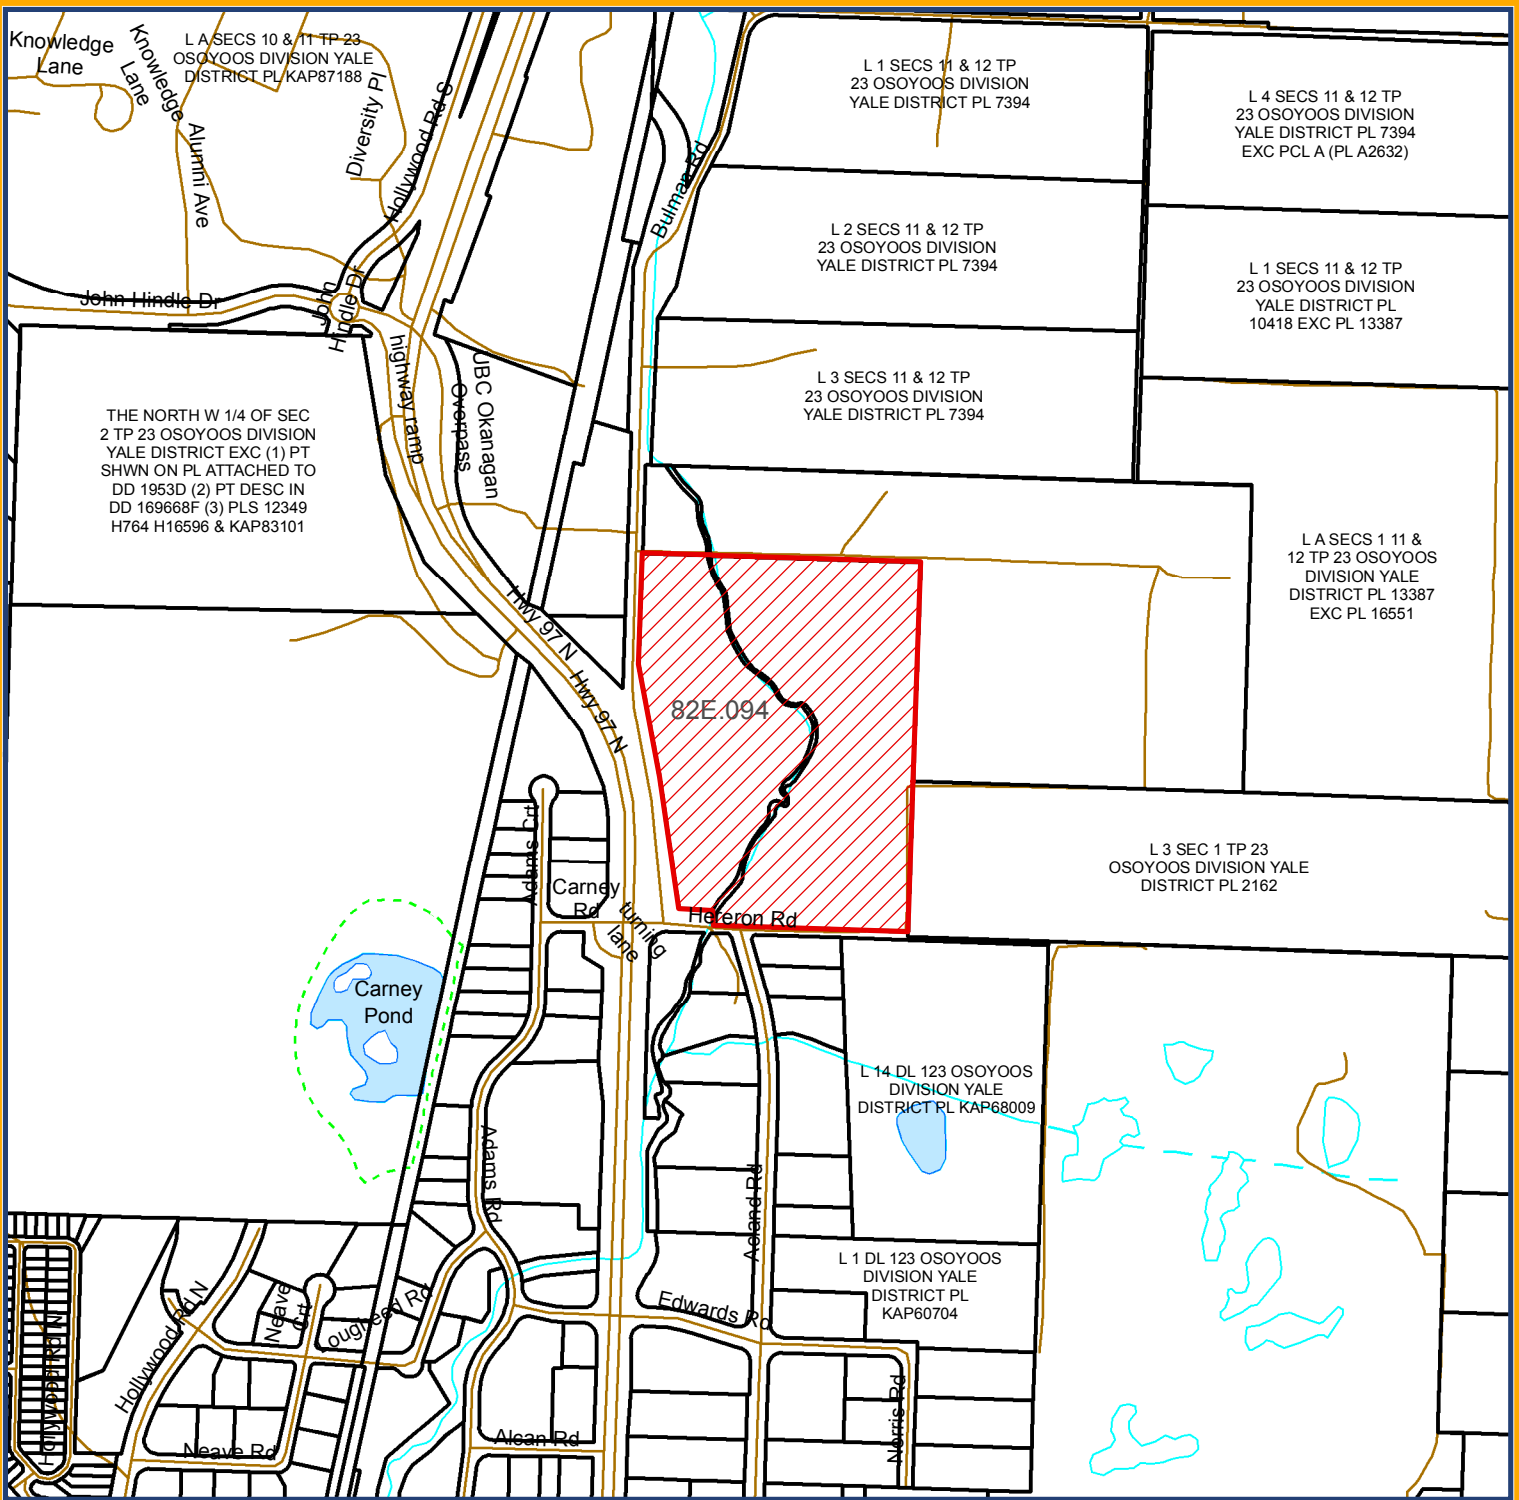 Knowledge
Lane
Knowledge
Lane
L A SECS 10 & 11 TP 23
OSOYOOS DIVISION YALE
DISTRICT PL KAP87188
Diversity Pl
Hollywood Rd S
Alumni Ave
John Hindle Dr
John
Hindle Dr
highway ramp
UBC Okanagan
Overpass
Bulman Rd
L 1 SECS 11 & 12 TP
23 OSOYOOS DIVISION
YALE DISTRICT PL 7394
L 4 SECS 11 & 12 TP
23 OSOYOOS DIVISION
YALE DISTRICT PL 7394
EXC PCL A (PL A2632)
L 2 SECS 11 & 12 TP
23 OSOYOOS DIVISION
YALE DISTRICT PL 7394
L 1 SECS 11 & 12 TP
23 OSOYOOS DIVISION
YALE DISTRICT PL
10418 EXC PL 13387
L 3 SECS 11 & 12 TP
23 OSOYOOS DIVISION
YALE DISTRICT PL 7394
THE NORTH W 1/4 OF SEC
2 TP 23 OSOYOOS DIVISION
YALE DISTRICT EXC (1) PT
SHWN ON PL ATTACHED TO
DD 1953D (2) PT DESC IN
DD 169668F (3) PLS 12349
H764 H16596 & KAP83101
L A SECS 1 11 &
12 TP 23 OSOYOOS
DIVISION YALE
DISTRICT PL 13387
EXC PL 16551
Hwy 97 N
Hwy 97 N
82E.094
Adams Crt
Carney
Rd
turning
lane
Hereron Rd
L 3 SEC 1 TP 23
OSOYOOS DIVISION YALE
DISTRICT PL 2162
Carney
Pond
L 14 DL 123 OSOYOOS
DIVISION YALE
DISTRICT PL KAP68009
Adams Rd
Acland Rd
L 1 DL 123 OSOYOOS
DIVISION YALE
DISTRICT PL
KAP60704
Edwards Rd
Hollywood Rd N
Hollywood Rd N
Neave
Crt
ougheed Rd
Neave Rd
Alcan Rd
Norris Rd